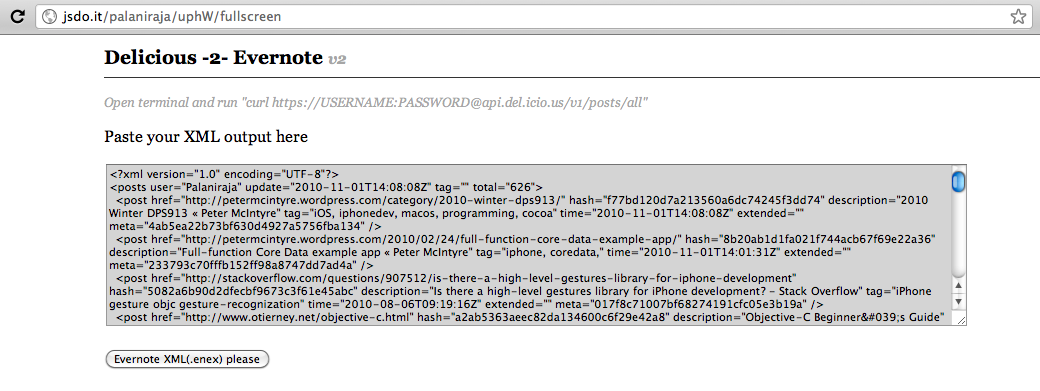 jsdo.it/palaniraja/uphW/fullscreen
Delicious -2- Evernote v2
Open terminal and run "curl https://USERNAME:PASSWORD@api.del.icio.us/v1/posts/all"
Paste your XML output here
<?xml version="1.0" encoding="UTF-8"?>
<posts user="Palaniraja" update="2010-11-01T14:08:08Z" tag="" total="626">
<post href="http://petermcintyre.wordpress.com/category/2010-winter-dps913/" hash="f77bd120d7a213560a6dc74245f3dd74" description="2010
Winter DPS913 « Peter McIntyre" tag="iOS, iphonedev, macos, programming, cocoa" time="2010-11-01T14:08:08Z" extended=""
meta="4ab5ea22b73bf630d4927a5756fba134" />
<post href="http://petermcintyre.wordpress.com/2010/02/24/full-function-core-data-example-app/" hash="8b20ab1d1fa021f744acb67f69e22a36"
description="Full-function Core Data example app « Peter McIntyre" tag="iphone, coredata," time="2010-11-01T14:01:31Z" extended=""
meta="233793c70fffb152ff98a8747dd7ad4a" />
<post href="http://stackoverflow.com/questions/907512/is-there-a-high-level-gestures-library-for-iphone-development"
hash="5082a6b90d2dfecbf9673c3f61e45abc" description="Is there a high-level gestures library for iPhone development? - Stack Overflow" tag="iPhone
gesture objc gesture-recognization" time="2010-08-06T09:19:16Z" extended="" meta="017f8c71007bf68274191cfc05e3b19a" />
<post href="http://www.otierney.net/objective-c.html" hash="a2ab5363aeec82da134600c6f29e42a8" description="Objective-C Beginner&#039;s Guide"
Evernote XML(.enex) please